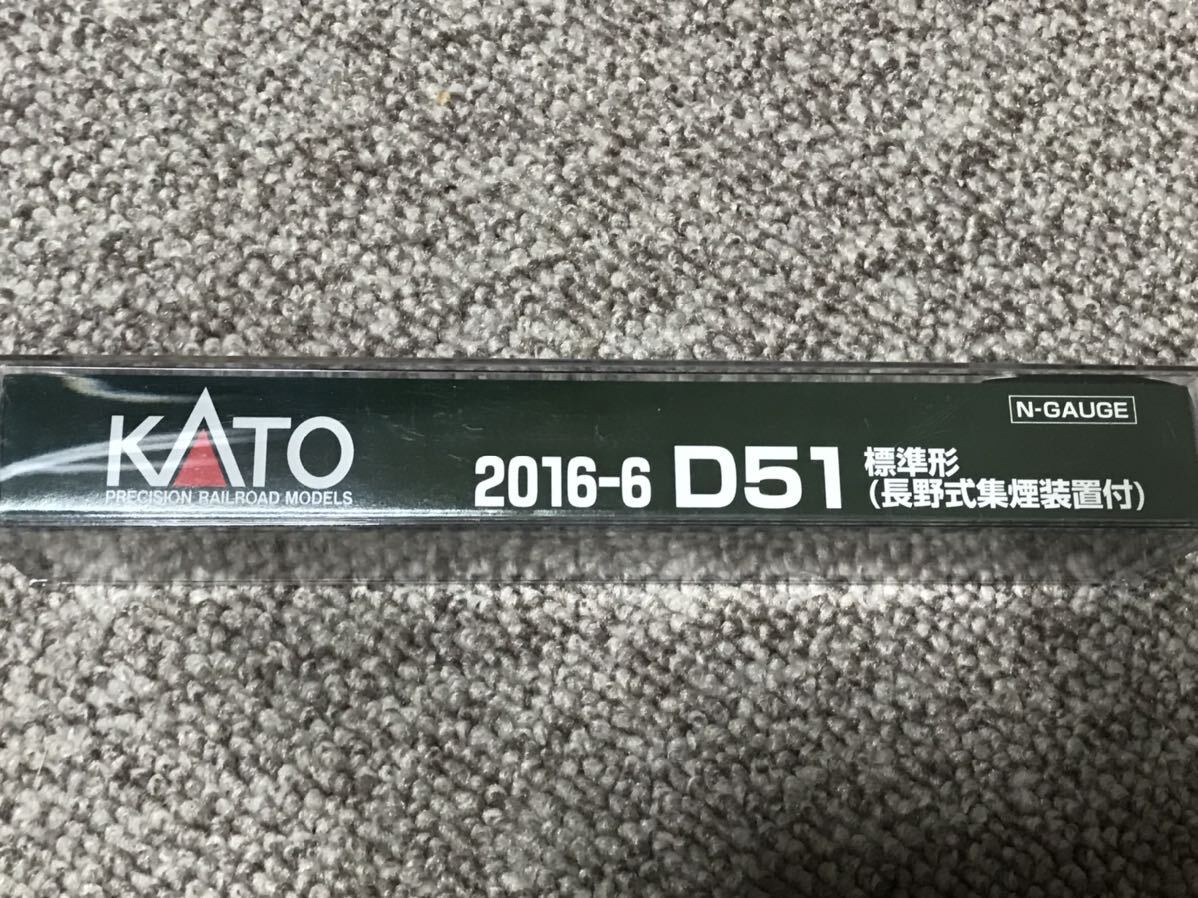 KATO
PRECISION RAILROAD MODELS
2016-6 D51 標準形
(長野式集煙装置付)
N-GAUGE